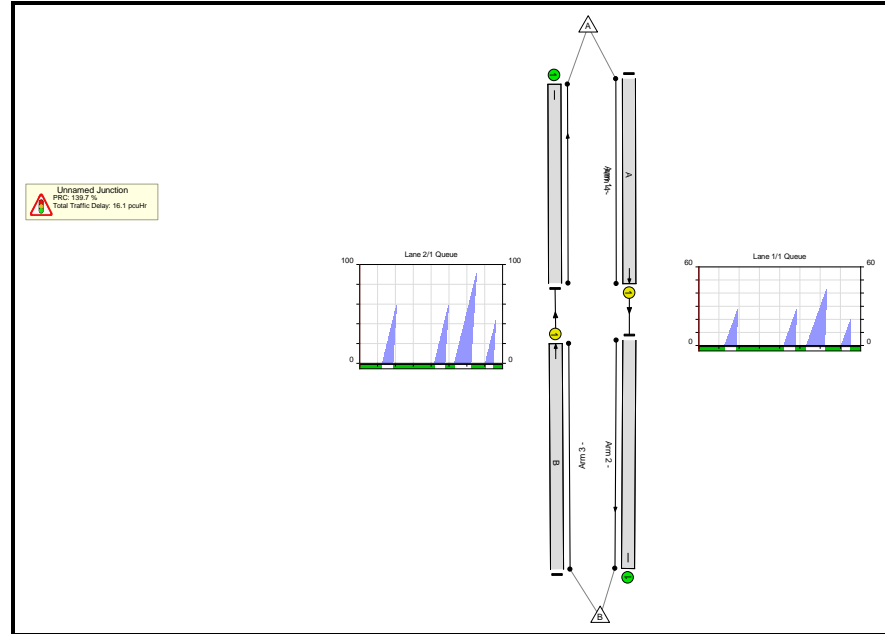 A
A
Unnamed Junction
PRC: 139.7 %
Total Traffic Delay: 16.1 pcuHr
100
Lane 2/1 Queue
100
0
0
60
Lane 1/1 Queue
60
0
0
B
Arm 3 -
Arm 2 -
B